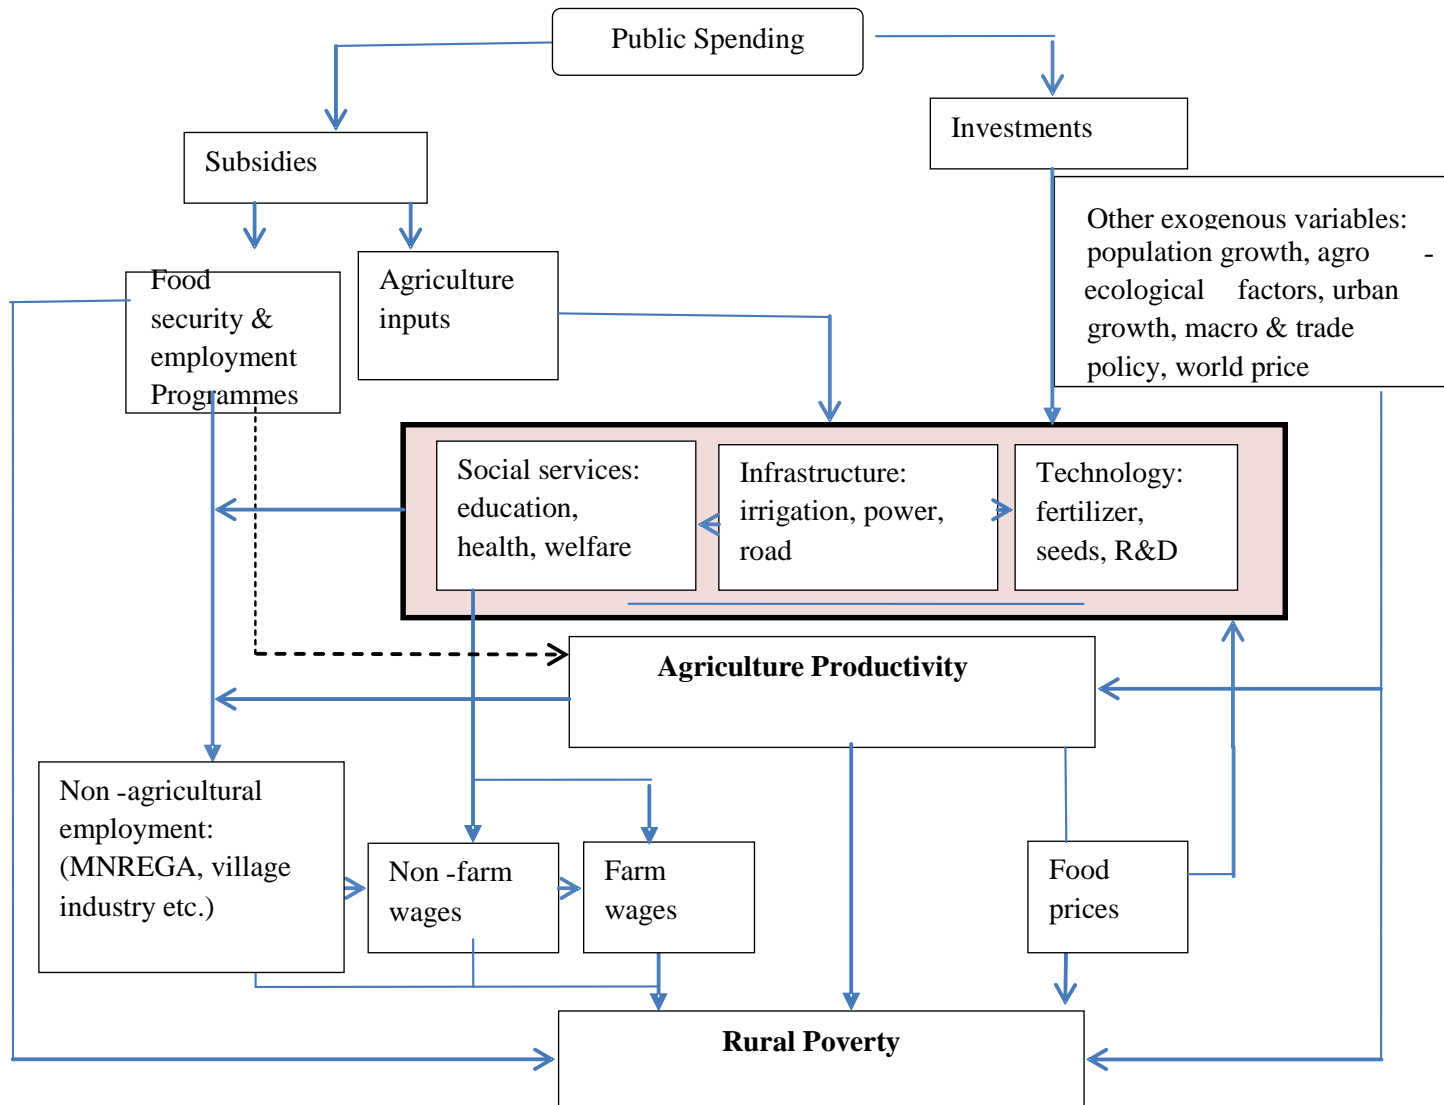 Public Spending
Investments
Subsidies
Other exogenous variables:
population growth, agro -
ecological factors, urban
growth, macro & trade
policy, world price
Food
security &
employment
Programmes
Agriculture
inputs
Social services:
education,
health, welfare
Infrastructure:
irrigation, power,
road
Technology:
fertilizer,
seeds, R&D
Agriculture Productivity
Non -agricultural
employment:
(MNREGA, village
industry etc.)
Non -farm
wages
Farm
wages
Food
prices
Rural Poverty